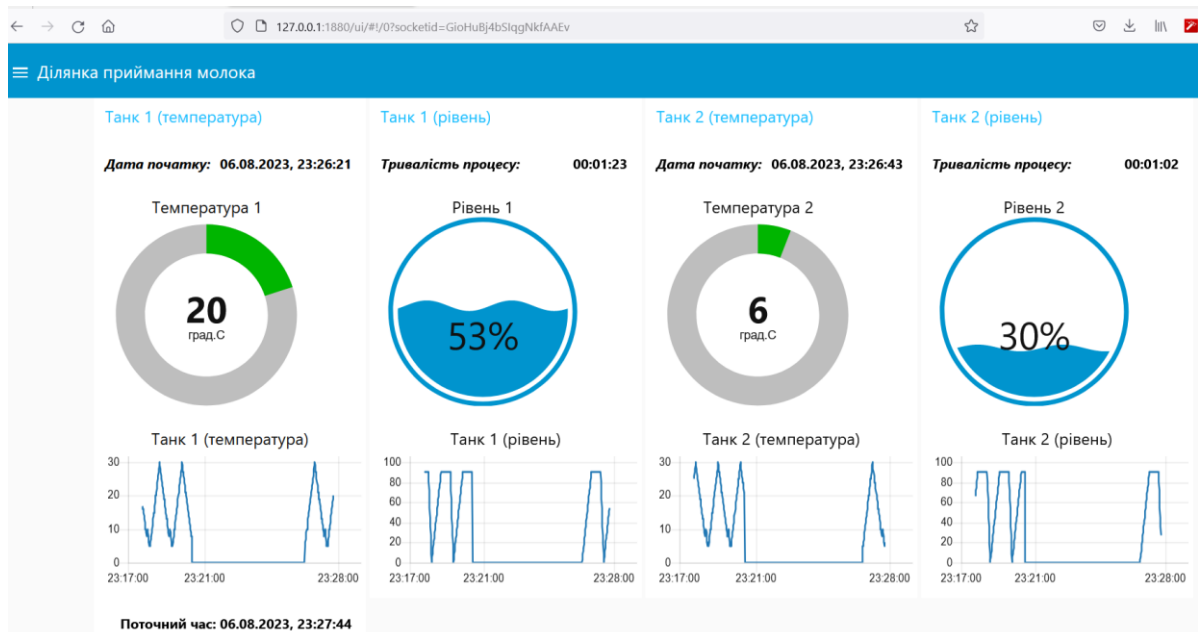 127.0.0.1:1880/ui/#!/0?socketid=GioHuBj4bSIqgNkfAAEv
Ділянка приймання молока
Танк 1 (температура)
Дата початку: 06.08.2023, 23:26:21
Температура 1
20
град.C
Танк 1 (температура)
30
20
10
0
23:17:00 23:21:00 23:28:00
Поточний час: 06.08.2023, 23:27:44
Танк 1 (рівень)
Тривалість процесу: 00:01:23
Рівень 1
53%
Танк 1 (рівень)
100
80
60
40
20
0
23:17:00 23:21:00 23:28:00
Танк 2 (температура)
Дата початку: 06.08.2023, 23:26:43
Температура 2
6
град.C
Танк 2 (температура)
30
20
10
0
23:17:00 23:21:00 23:28:00
Танк 2 (рівень)
Тривалість процесу: 00:01:02
Рівень 2
30%
Танк 2 (рівень)
100
80
60
40
20
0
23:17:00 23:21:00 23:28:00